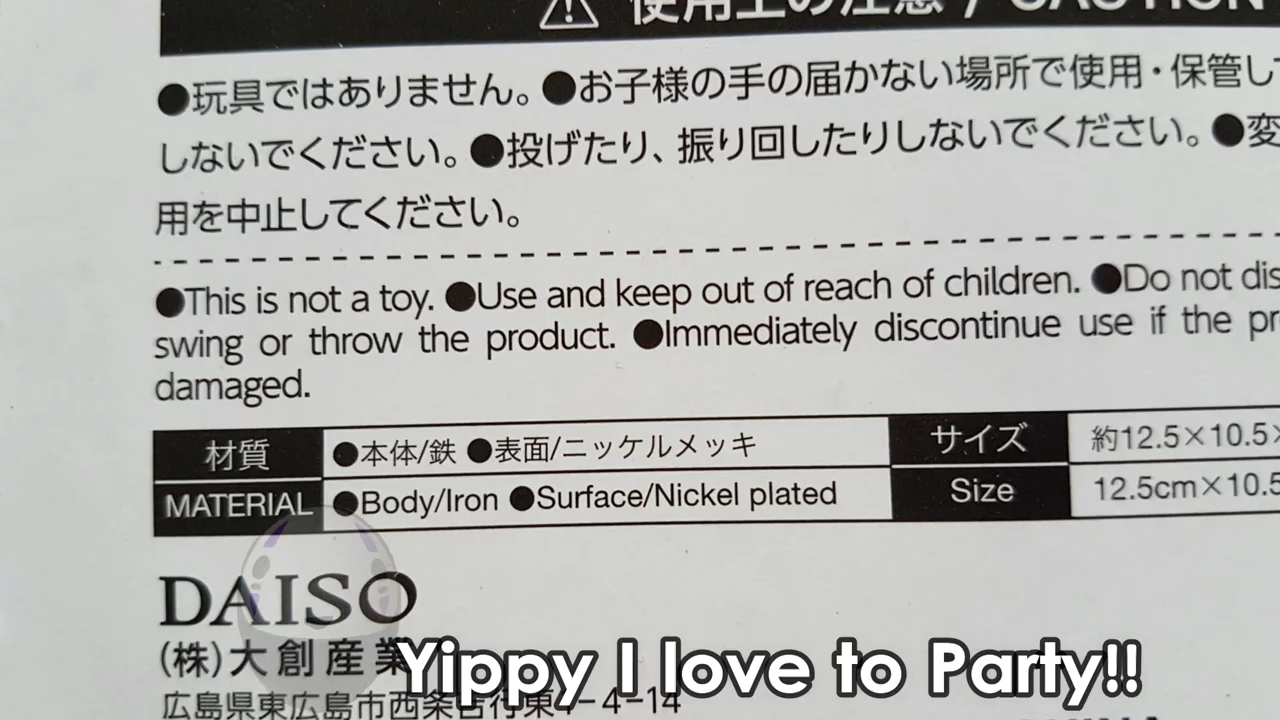 使用上の注意 / CAUTION
●玩具ではありません。●お子様の手の届かない場所で使用・保管し
しないでください。●投げたり、振り回したりしないでください。●変
用を中止してください。
●This is not a toy. ●Use and keep out of reach of children. ●Do not dis
swing or throw the product. ●Immediately discontinue use if the pr
damaged.
材質 ●本体/鉄 ●表面/ニッケルメッキ サイズ 約12.5×10.5×
MATERIAL ●Body/Iron ●Surface/Nickel plated Size 12.5cm×10.5
DAISO
(株)大創産業
Yippy I love to Party!!
広島県東広島市西条吉行東1-4-14